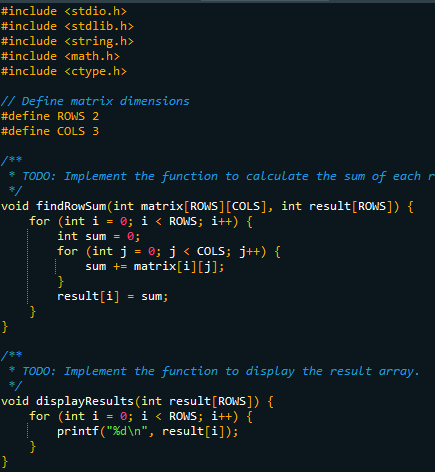 #include <stdio.h>
#include <stdlib.h>
#include <string.h>
#include <math.h>
#include <ctype.h>

// Define matrix dimensions
#define ROWS 2
#define COLS 3

/**
 * TODO: Implement the function to calculate the sum of each
 */
void findRowSum(int matrix[ROWS][COLS], int result[ROWS]) {
    for (int i = 0; i < ROWS; i++) {
        int sum = 0;
        for (int j = 0; j < COLS; j++) {
            sum += matrix[i][j];
        }
        result[i] = sum;
    }
}

/**
 * TODO: Implement the function to display the result array.
 */
void displayResults(int result[ROWS]) {
    for (int i = 0; i < ROWS; i++) {
        printf("%d\n", result[i]);
    }
}